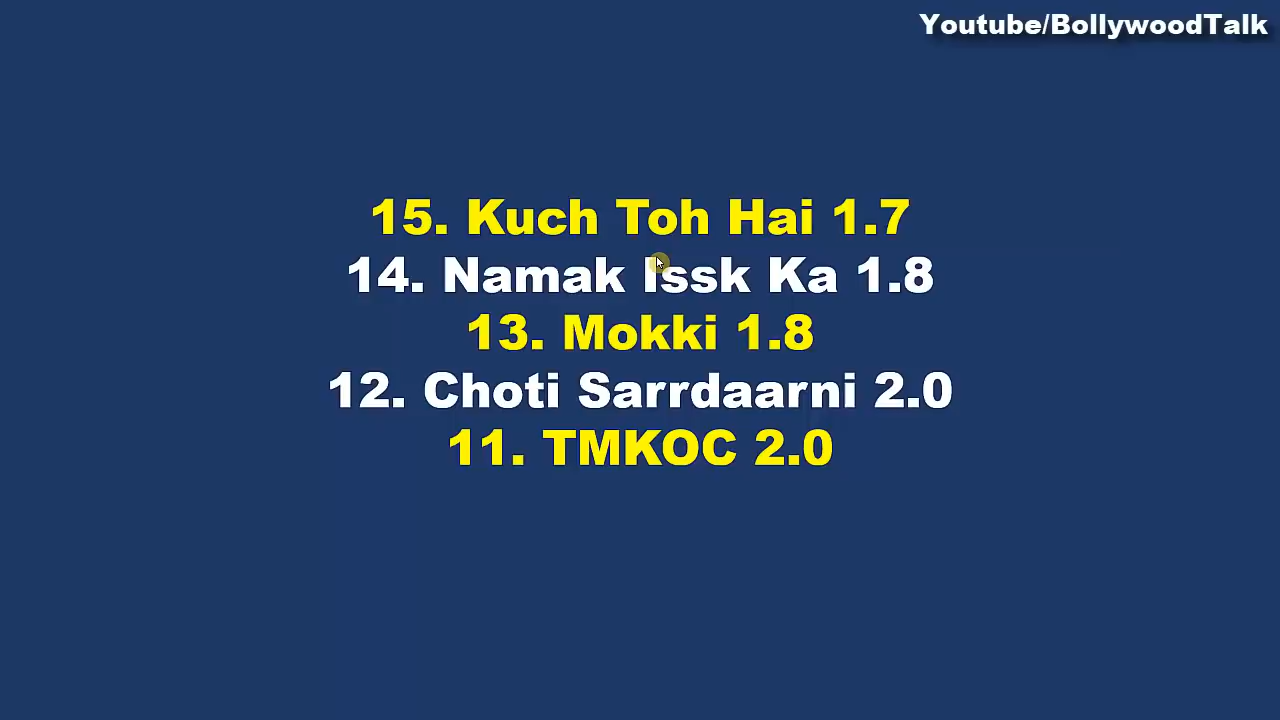 Youtube/BollywoodTalk
15. Kuch Toh Hai 1.7
14. Namak Issk Ka 1.8
13. Mokki 1.8
12. Choti Sarrdaarni 2.0
11. TMKOC 2.0